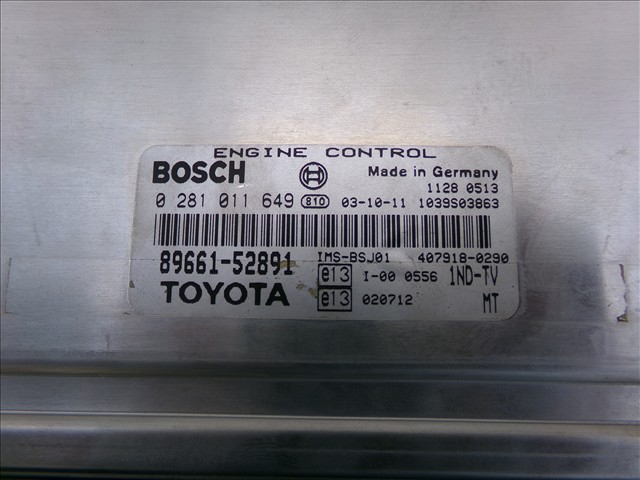 ENGINE CONTROL
BOSCH Made in Germany
1128 0513
0 281 011 649 810 03-10-11 1039S03863
89661-52891 IMS-BSJ01 407918-0290
e13 I-00 0556 1ND-TV
TOYOTA e13 020712 MT